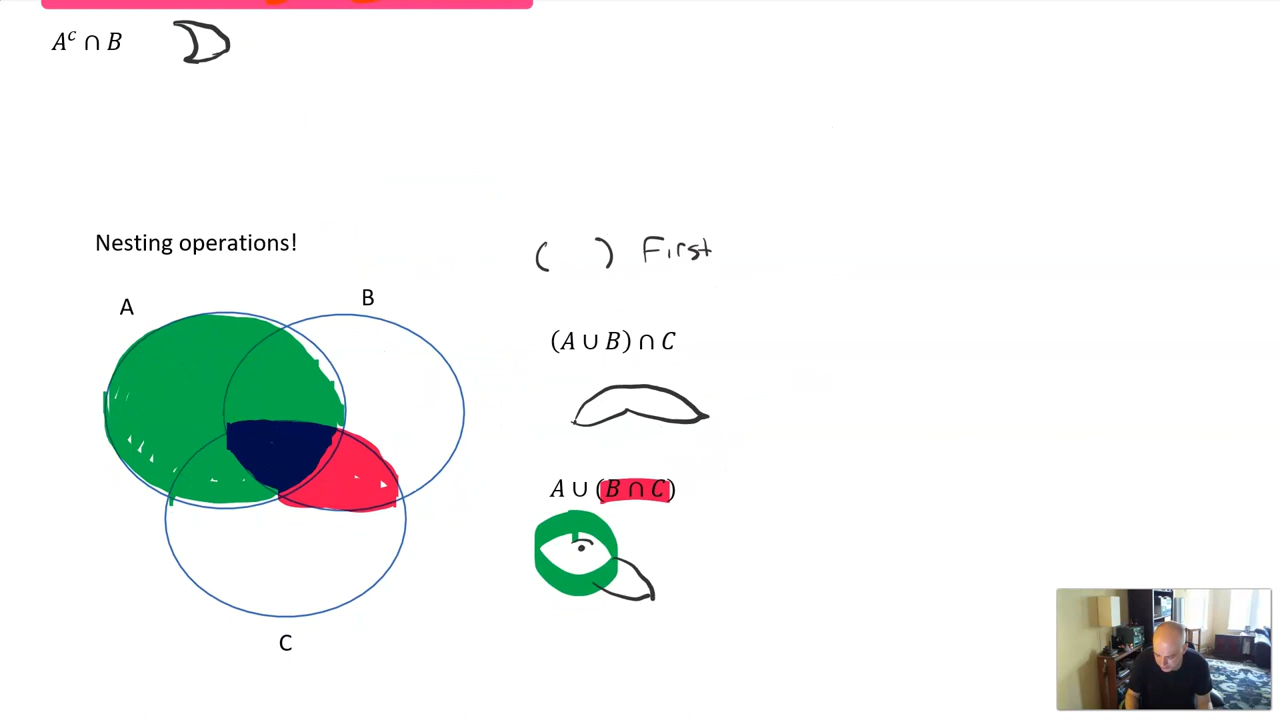 Aᶜ ∩ B
Nesting operations!
( ) First
A
B
(A ∪ B) ∩ C
A ∪ (B ∩ C)
C